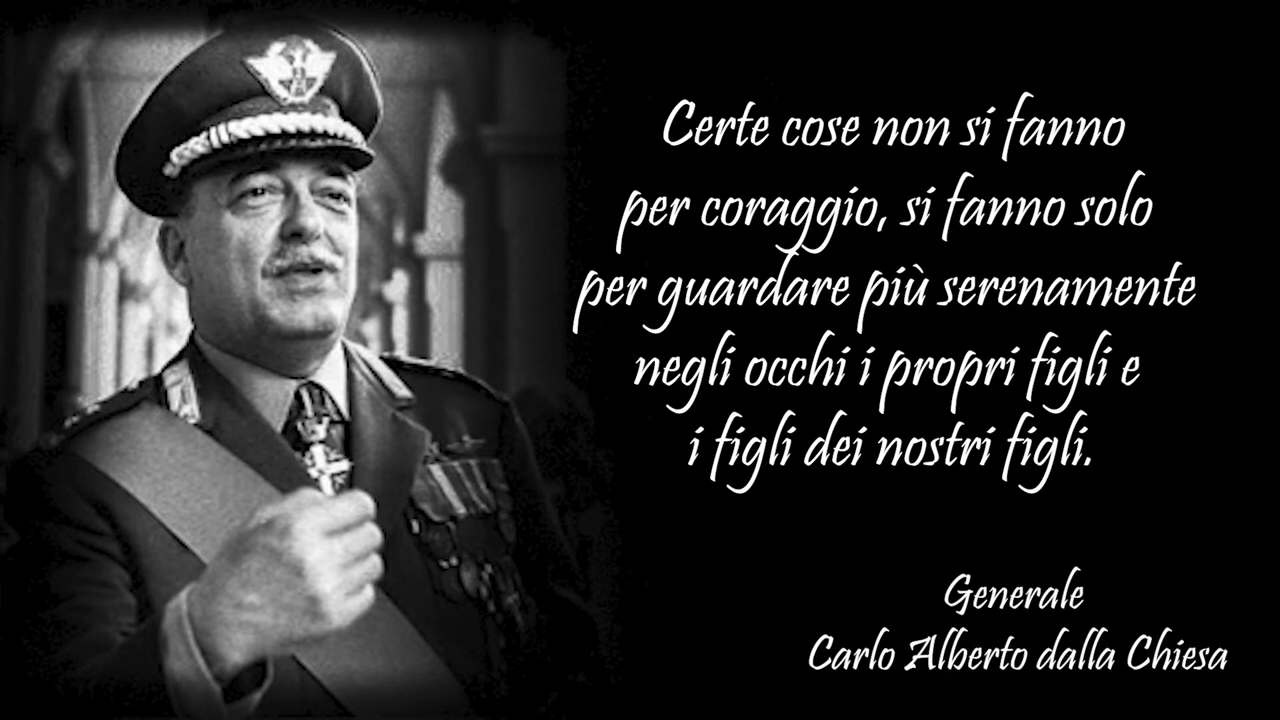 Certe cose non si fanno
per coraggio, si fanno solo
per guardare più serenamente
negli occhi i propri figli e
i figli dei nostri figli.
Generale
Carlo Alberto dalla Chiesa